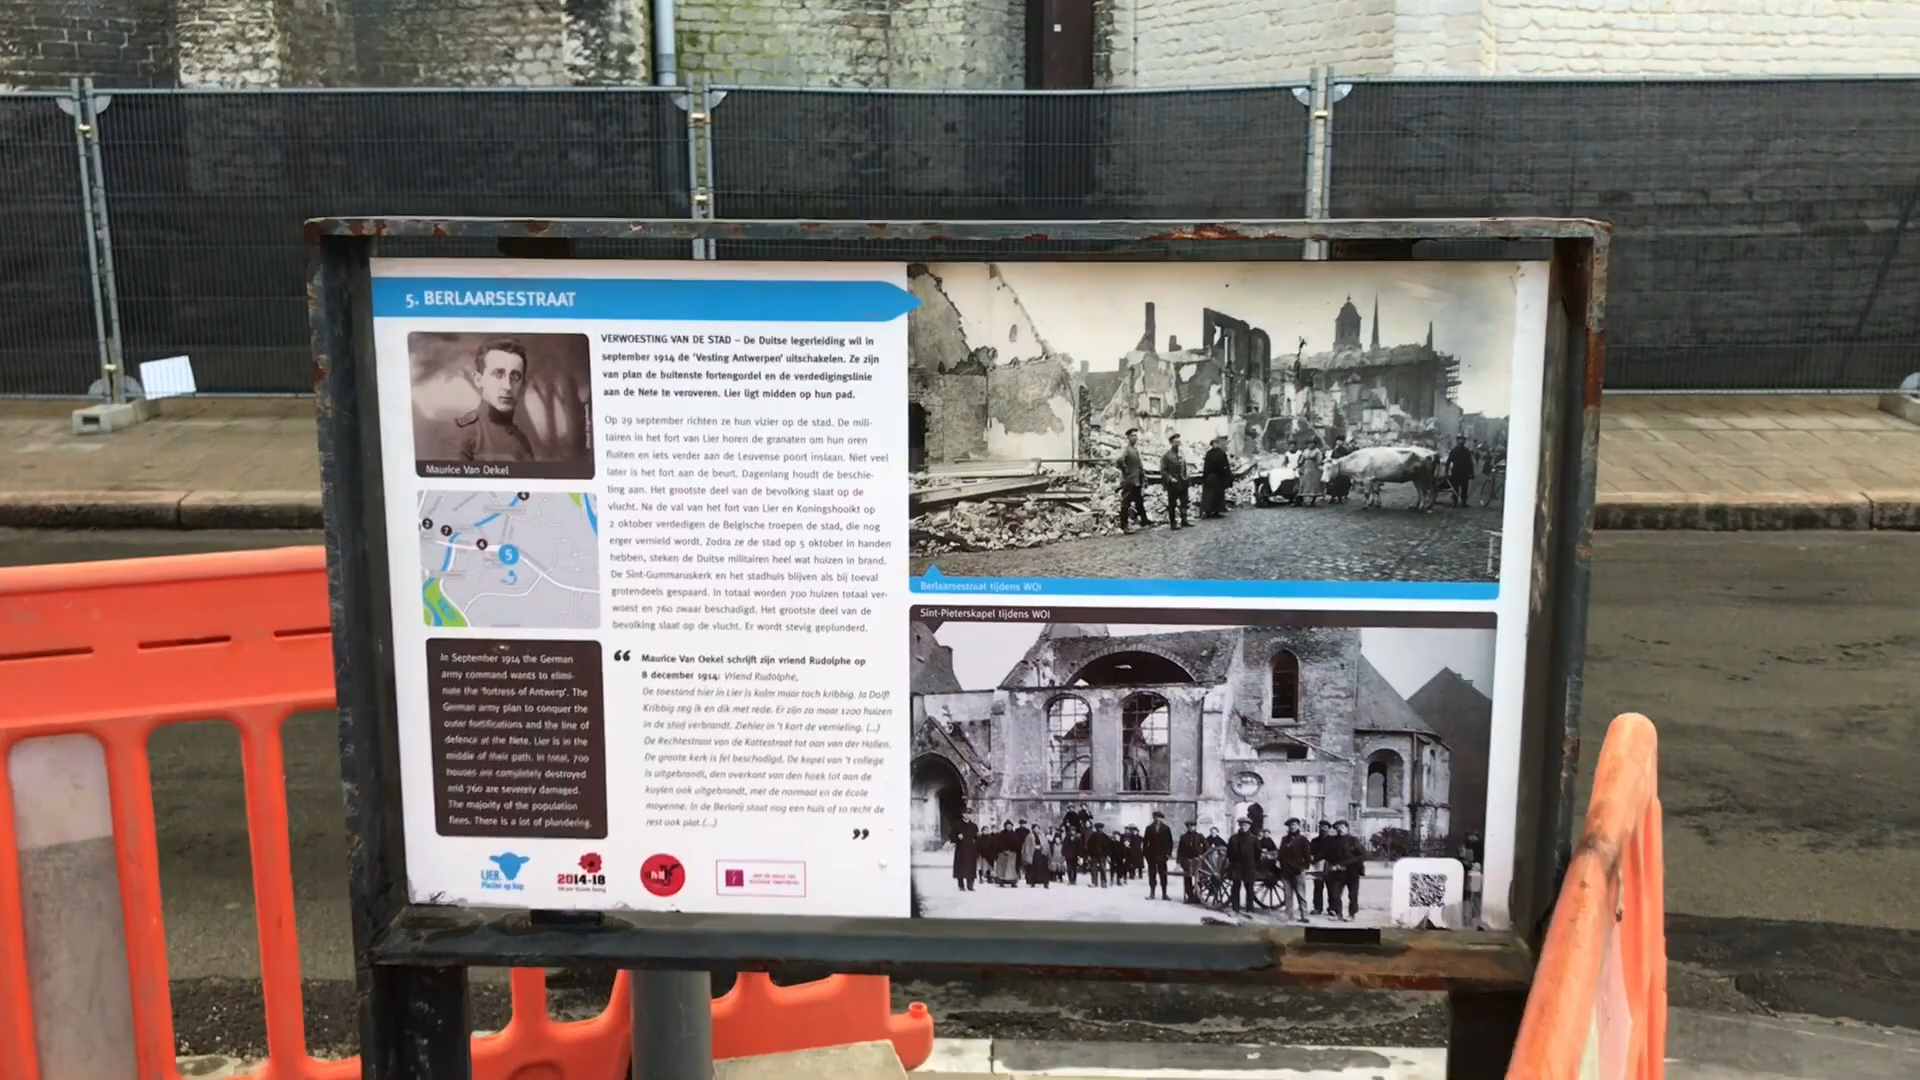 5. BERLAARSESTRAAT
Maurice Van Oekel
VERWOESTING VAN DE STAD – De Duitse legerleiding wil in
september 1914 de 'Vesting Antwerpen' uitschakelen. Ze zijn
van plan de buitenste fortengordel en de verdedigingslinie
aan de Nete te veroveren. Lier ligt midden op hun pad.
Op 29 september richten ze hun vizier op de stad. De mili-
tairen in het fort van Lier horen de granaten om hun oren
fluiten en iets verder aan de Leuvense poort inslaan. Niet veel
later is het fort aan de beurt. Dagenlang houdt de beschie-
ting aan. Het grootste deel van de bevolking slaat op de
vlucht. Na de val van het fort van Lier en Koningshooikt op
2 oktober verdedigen de Belgische troepen de stad, die nog
erger vernield wordt. Zodra ze de stad op 5 oktober in handen
hebben, steken de Duitse militairen heel wat huizen in brand.
De Sint-Gummaruskerk en het stadhuis blijven als bij toeval
grotendeels gespaard. In totaal worden 700 huizen totaal ver-
woest en 760 zwaar beschadigd. Het grootste deel van de
bevolking slaat op de vlucht. Er wordt stevig geplunderd.
In September 1914 the German
army command wants to elimi-
nate the 'fortress of Antwerp'. The
German army plan to conquer the
outer fortifications and the line of
defence at the Nete. Lier is in the
middle of their path. In total, 700
houses are completely destroyed
and 760 are severely damaged.
The majority of the population
flees. There is a lot of plundering.
“ Maurice Van Oekel schrijft zijn vriend Rudolphe op
8 december 1914: Vriend Rudolphe,
De toestand hier in Lier is kalm maar toch kribbig. Ja Dolf!
Kribbig zeg ik en dik met rede. Er zijn zo maar 1200 huizen
in de stad verbrandt. Ziehier in 't kort de vernieling. (...)
De Rechtestraat van de Kattestraat tot aan van der Hallen.
De groote kerk is fel beschadigd. De kapel van 't college
is uitgebrandt, den overkant van den hoek tot aan de
kuylen ook uitgebrandt, met de normaal en de école
moyenne. In de Berlarij staat nog een huis of 10 recht de
rest ook plat.(...)
”
Berlaarsestraat tijdens WOI
Sint-Pieterskapel tijdens WOI
4
3
7
6
5
LIER.
Plezier op kop
2014-18